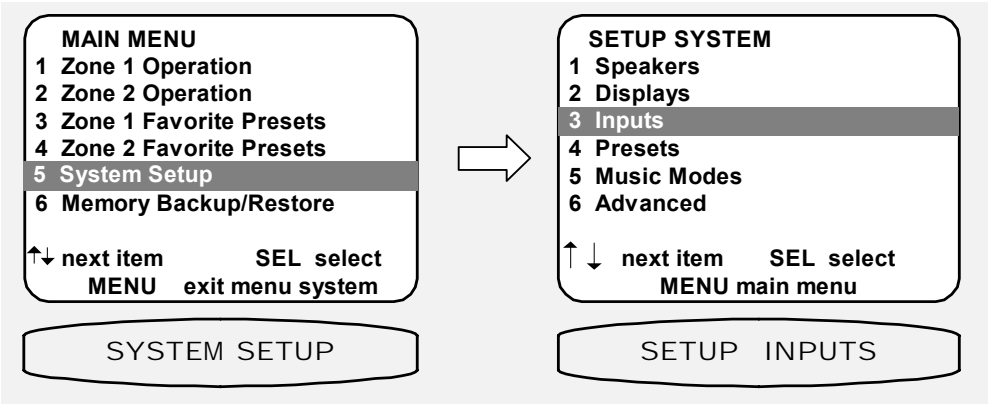 MAIN MENU
1 Zone 1 Operation
2 Zone 2 Operation
3 Zone 1 Favorite Presets
4 Zone 2 Favorite Presets
5 System Setup
6 Memory Backup/Restore
↑↓ next item SEL select
MENU exit menu system
SYSTEM SETUP
SETUP SYSTEM
1 Speakers
2 Displays
3 Inputs
4 Presets
5 Music Modes
6 Advanced
↑ ↓ next item SEL select
MENU main menu
SETUP INPUTS